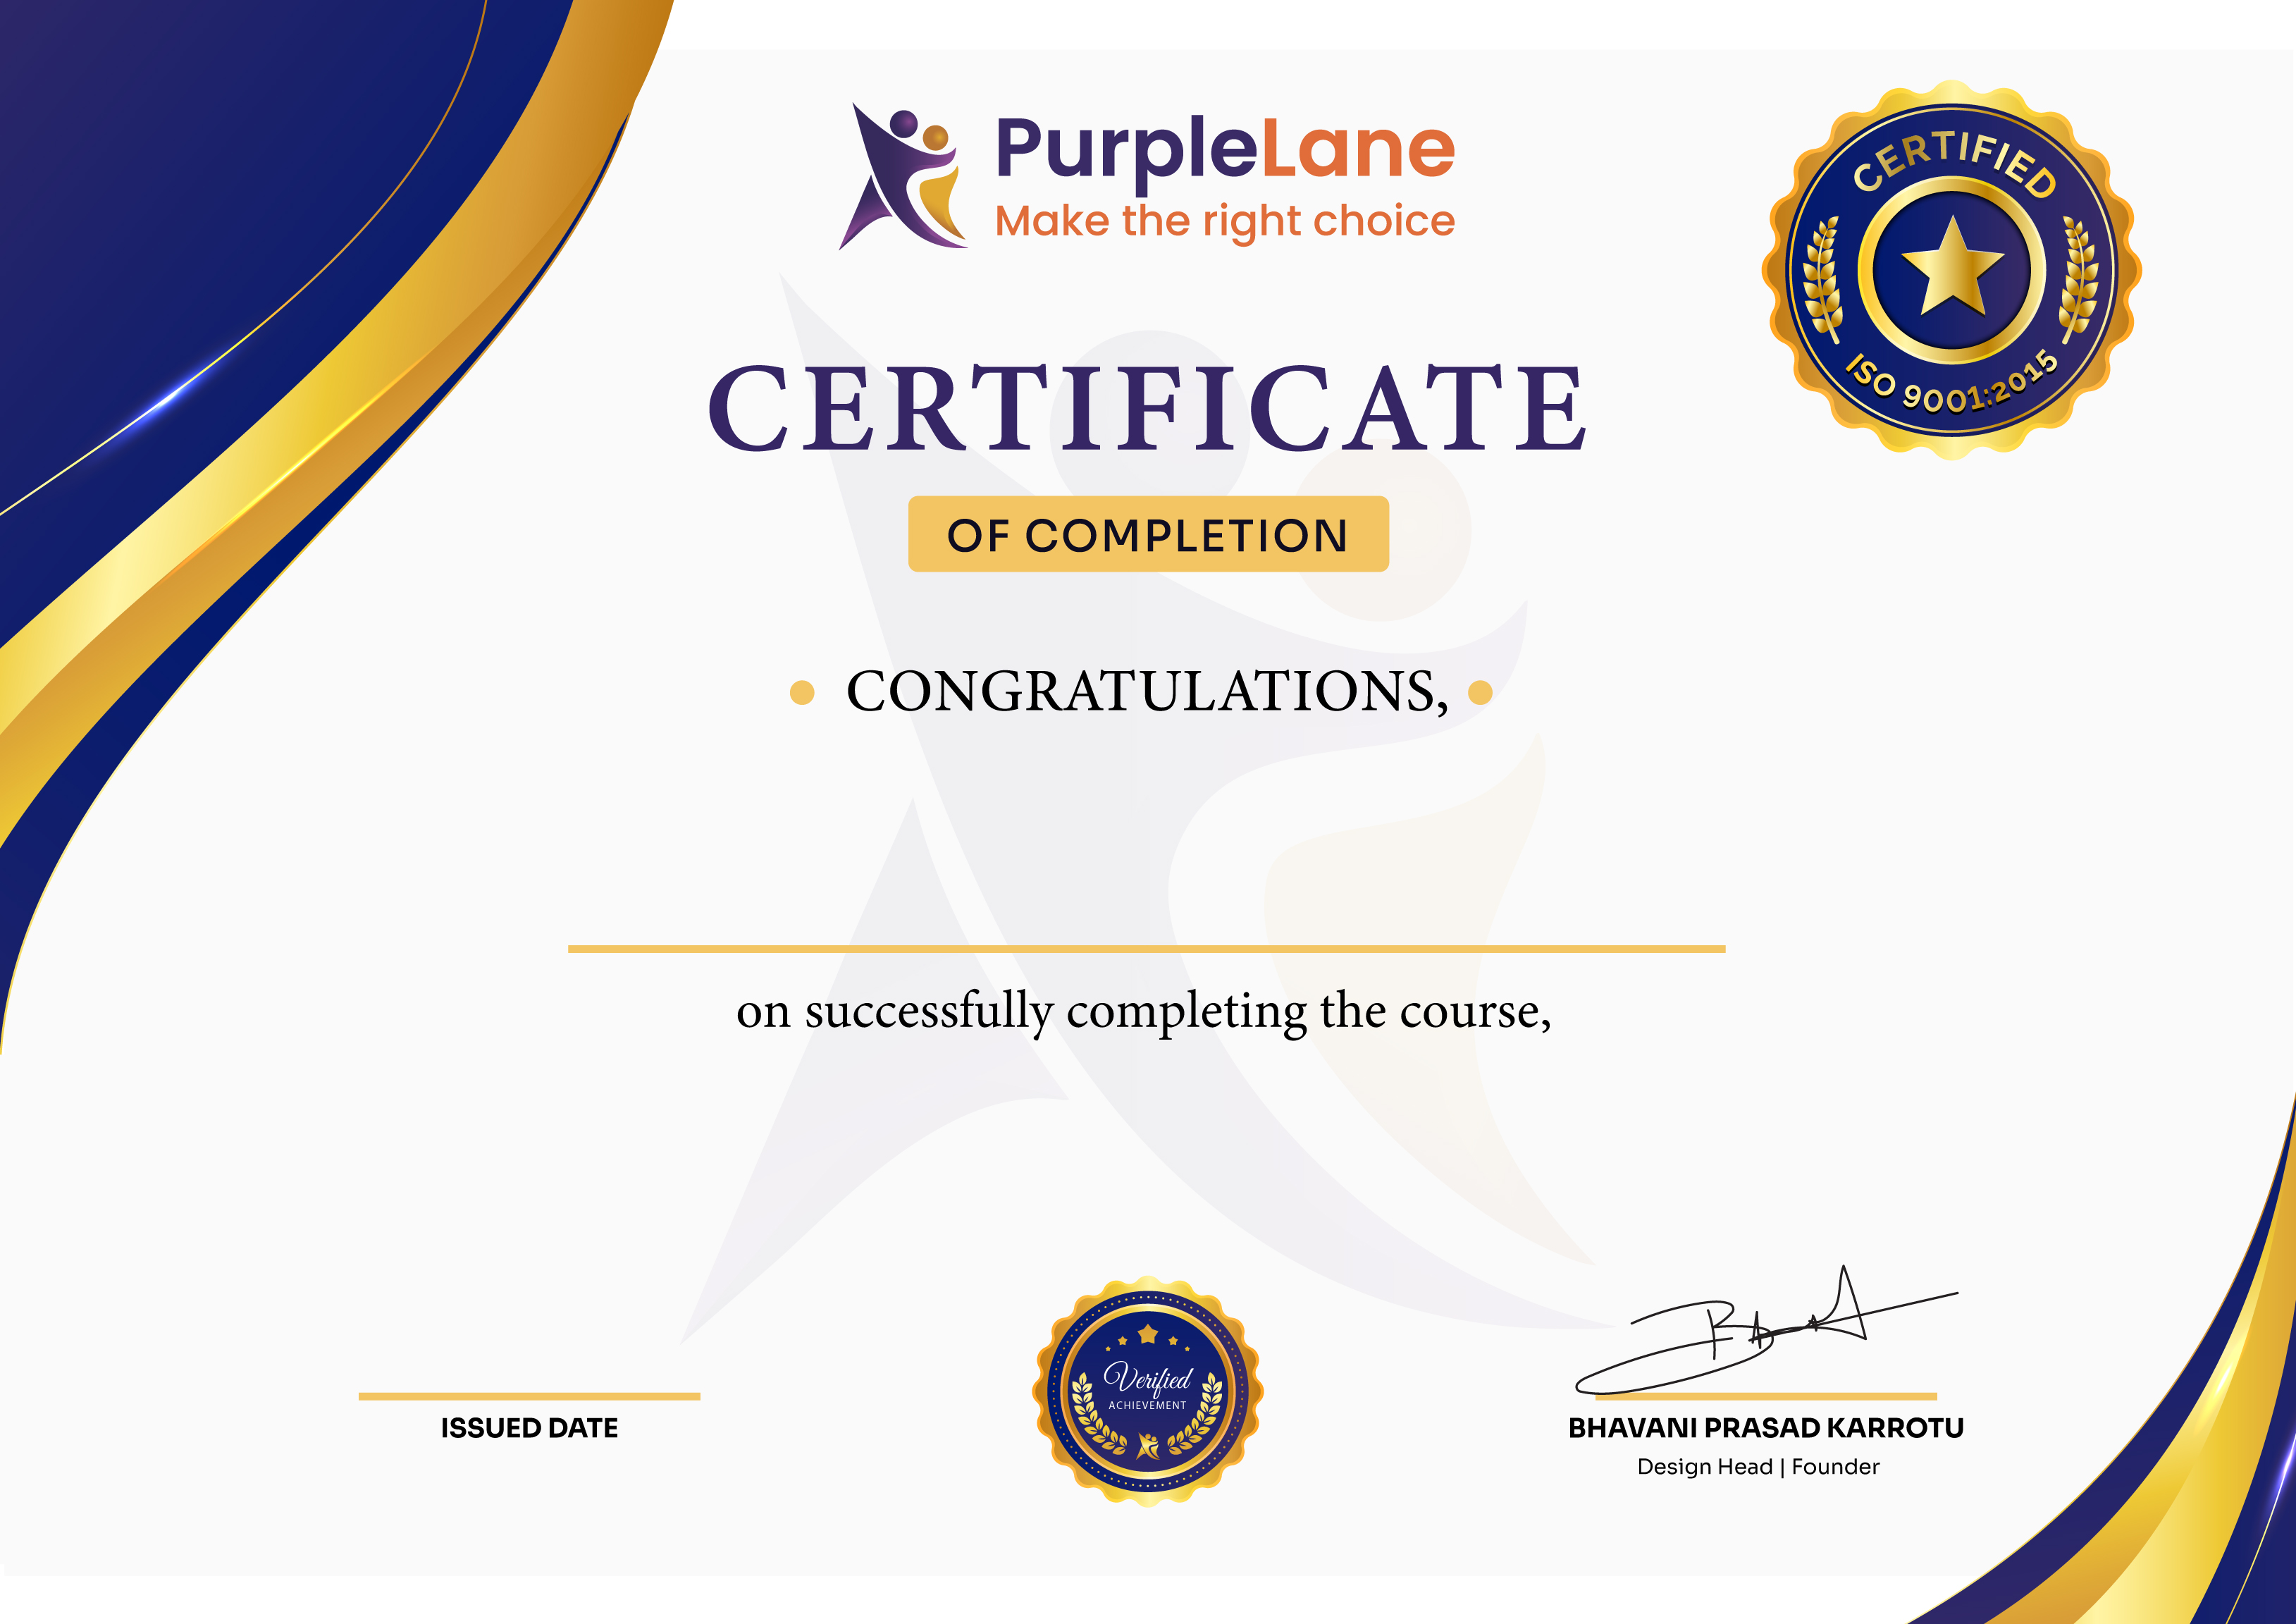 PurpleLane
Make the right choice
CERTIFIED
ISO 9001:2015
CERTIFICATE
OF COMPLETION
CONGRATULATIONS,
on successfully completing the course,
Verified
ACHIEVEMENT
ISSUED DATE
BHAVANI PRASAD KARROTU
Design Head | Founder